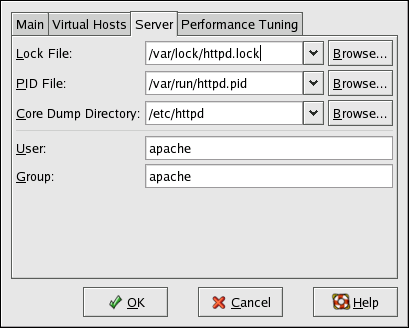 Main Virtual Hosts Server Performance Tuning
Lock File: /var/lock/httpd.lock Browse...
PID File: /var/run/httpd.pid Browse...
Core Dump Directory: /etc/httpd Browse...
User: apache
Group: apache
OK Cancel Help